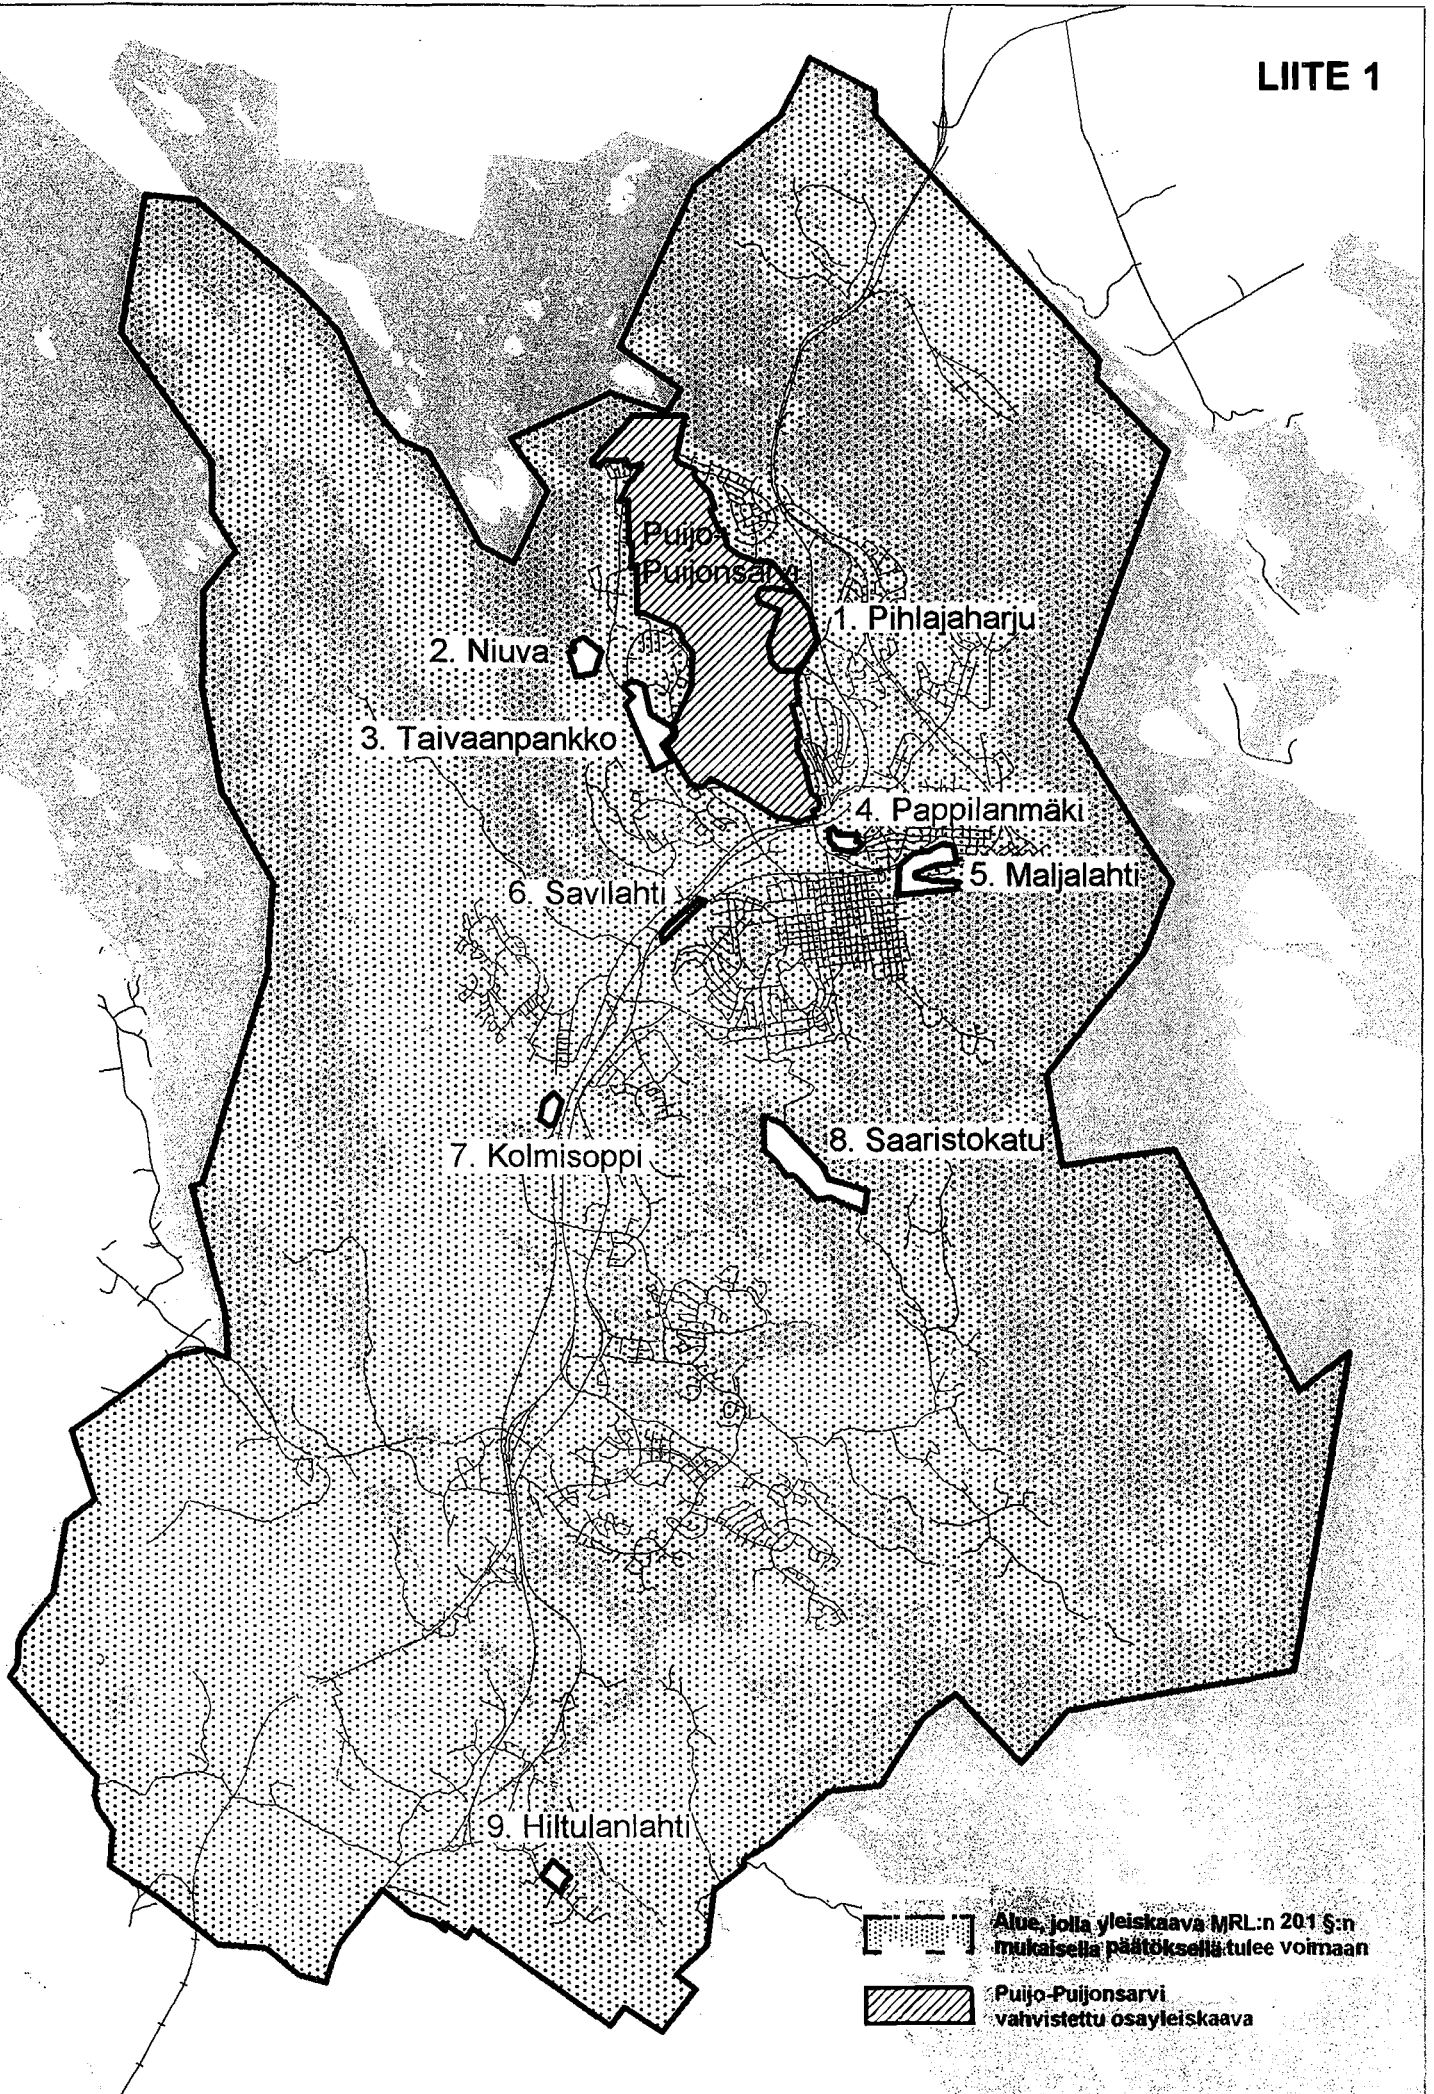 LIITE 1
Puijo-
Puijonsarvi
1. Pihlajaharju
2. Niuva
3. Taivaanpankko
4. Pappilanmäki
5. Maljalahti
6. Savilahti
7. Kolmisoppi
8. Saaristokatu
9. Hiltulanlahti
Alue, jolla yleiskaava MRL:n 201 §:n
mukaisella päätöksellä tulee voimaan
Puijo-Puijonsarvi
vahvistettu osayleiskaava